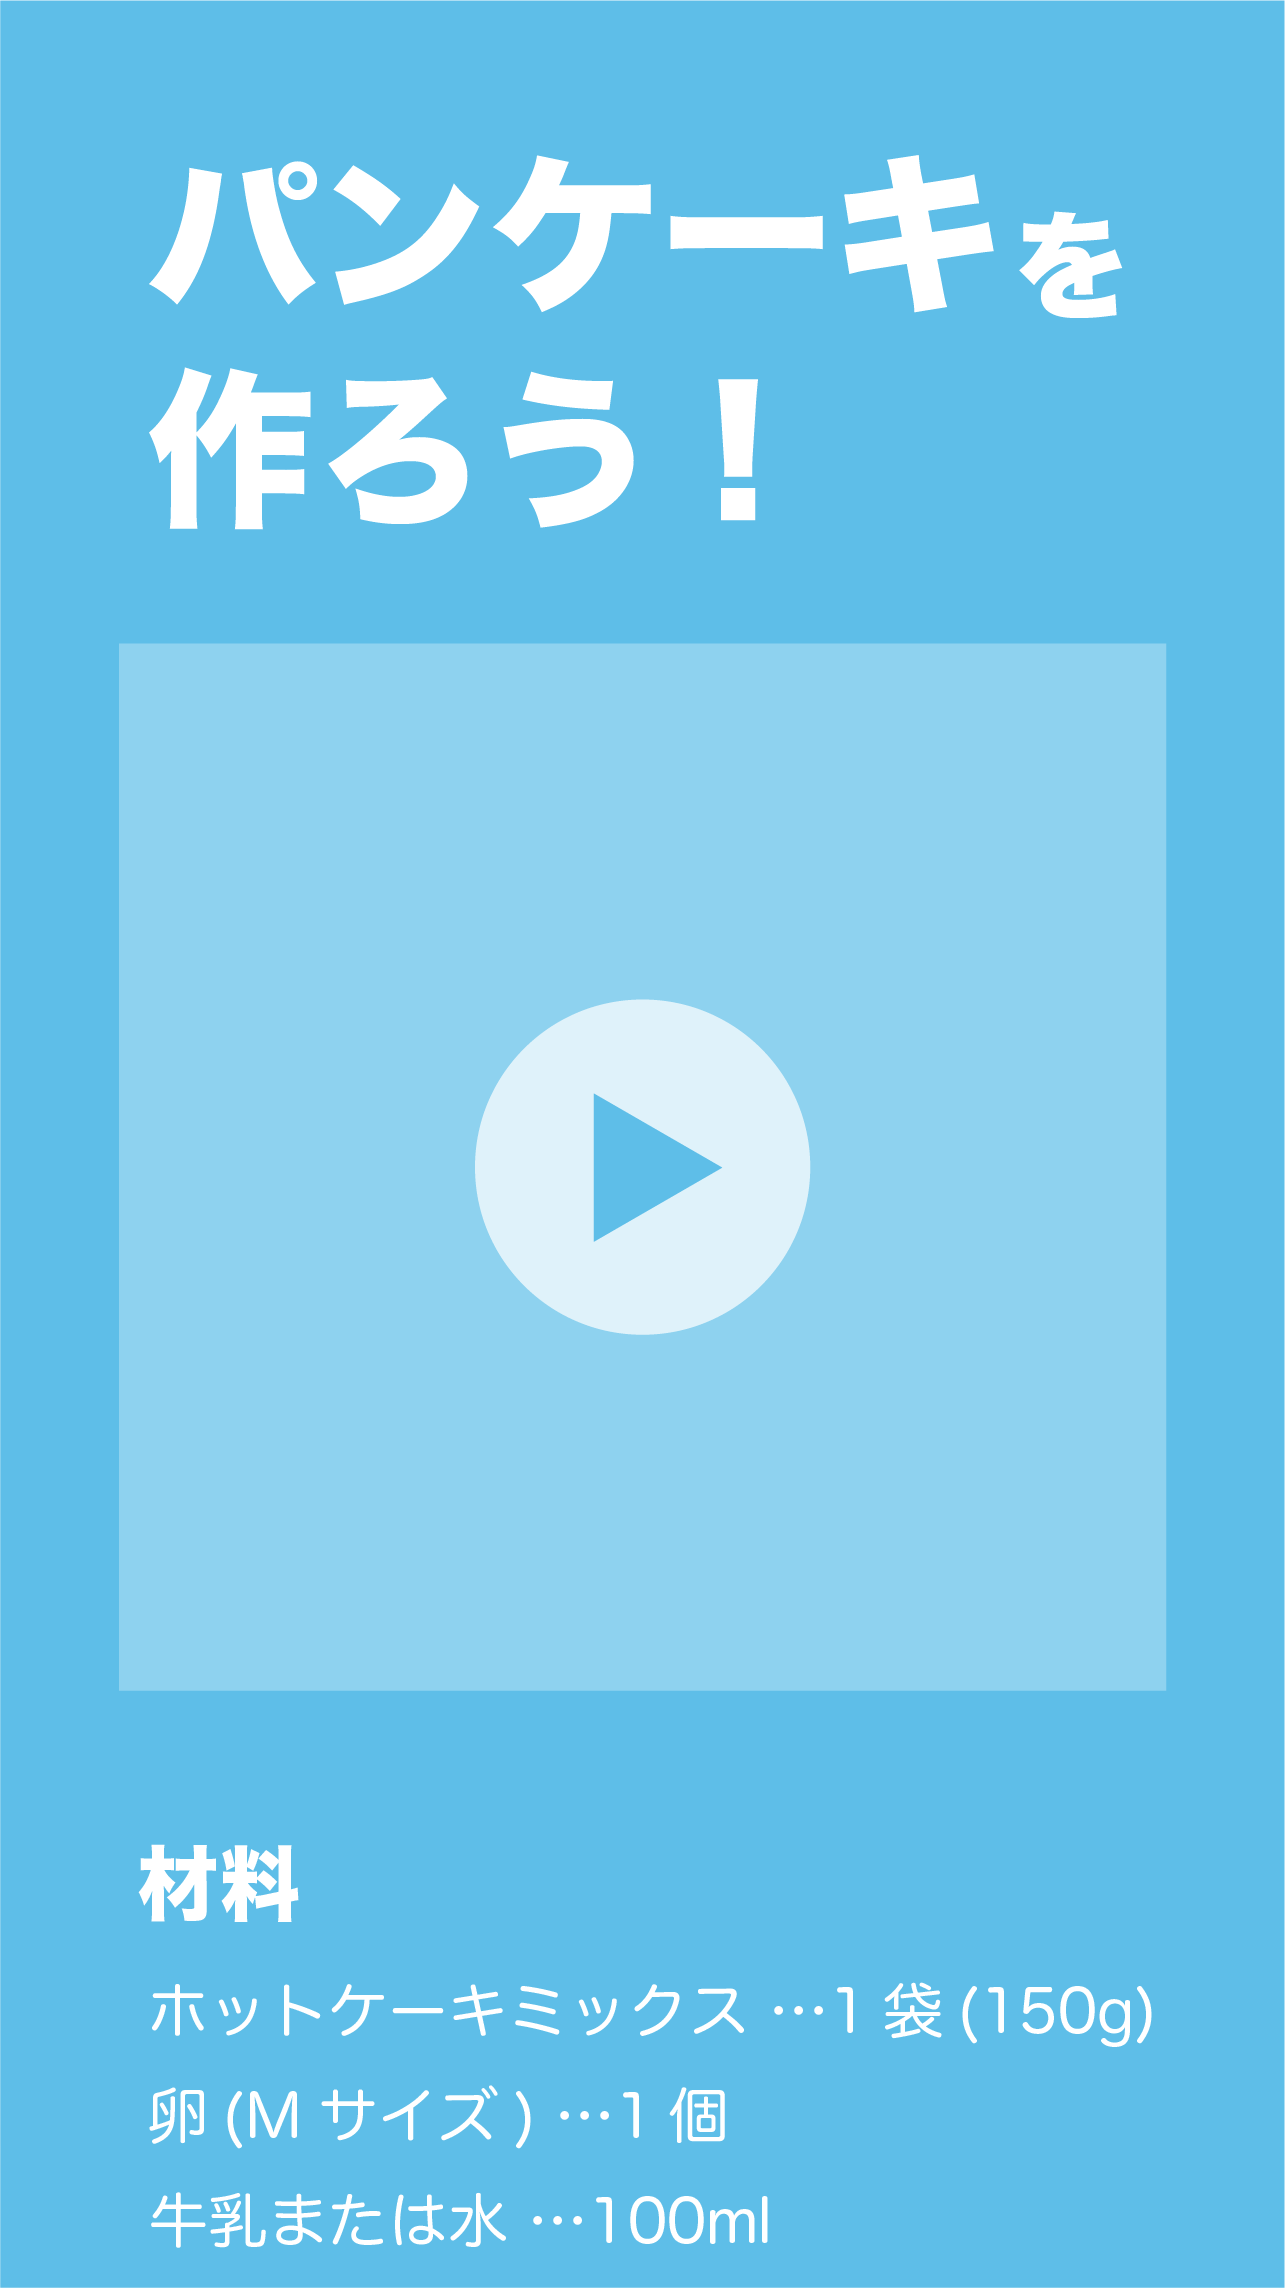 パンケーキを
作ろう！
材料
ホットケーキミックス …1 袋 (150g)
卵 (M サイズ ) …1 個
牛乳または水 …100ml